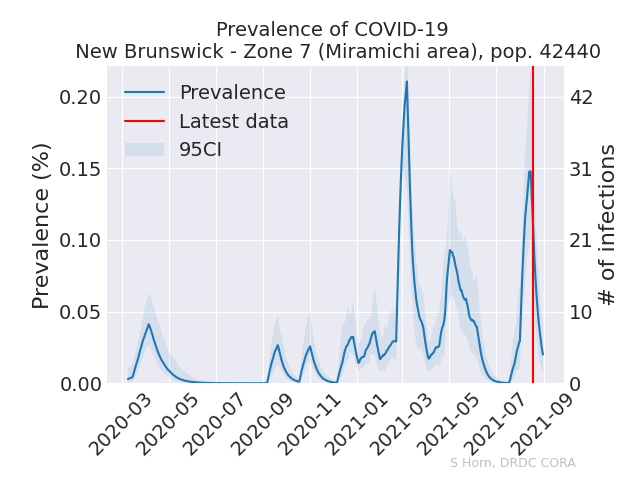 Prevalence of COVID-19
New Brunswick - Zone 7 (Miramichi area), pop. 42440
Prevalence
Latest data
95CI
Prevalence (%)
0.20
0.15
0.10
0.05
0.00
42
31
21
10
0
# of infections
2020-03
2020-05
2020-07
2020-09
2020-11
2021-01
2021-03
2021-05
2021-07
2021-09
S Horn, DRDC CORA